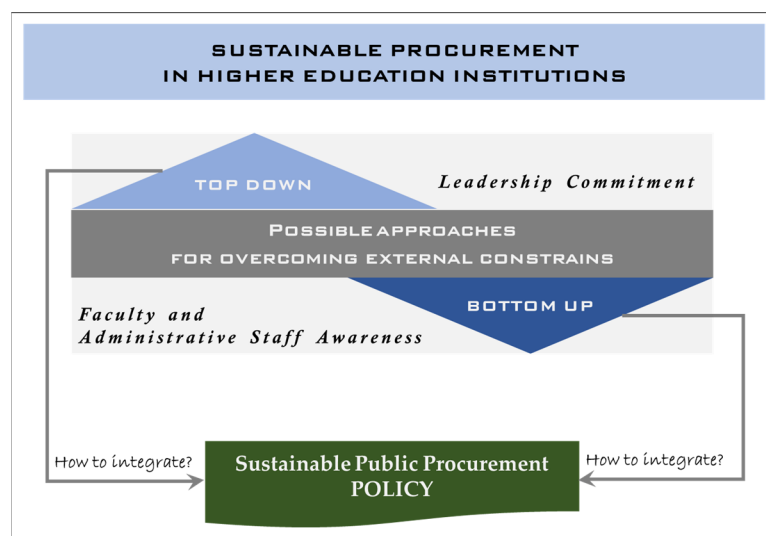 SUSTAINABLE PROCUREMENT
IN HIGHER EDUCATION INSTITUTIONS
TOP DOWN
Leadership Commitment
POSSIBLE APPROACHES
FOR OVERCOMING EXTERNAL CONSTRAINS
BOTTOM UP
Faculty and
Administrative Staff Awareness
How to integrate?
Sustainable Public Procurement
POLICY
How to integrate?